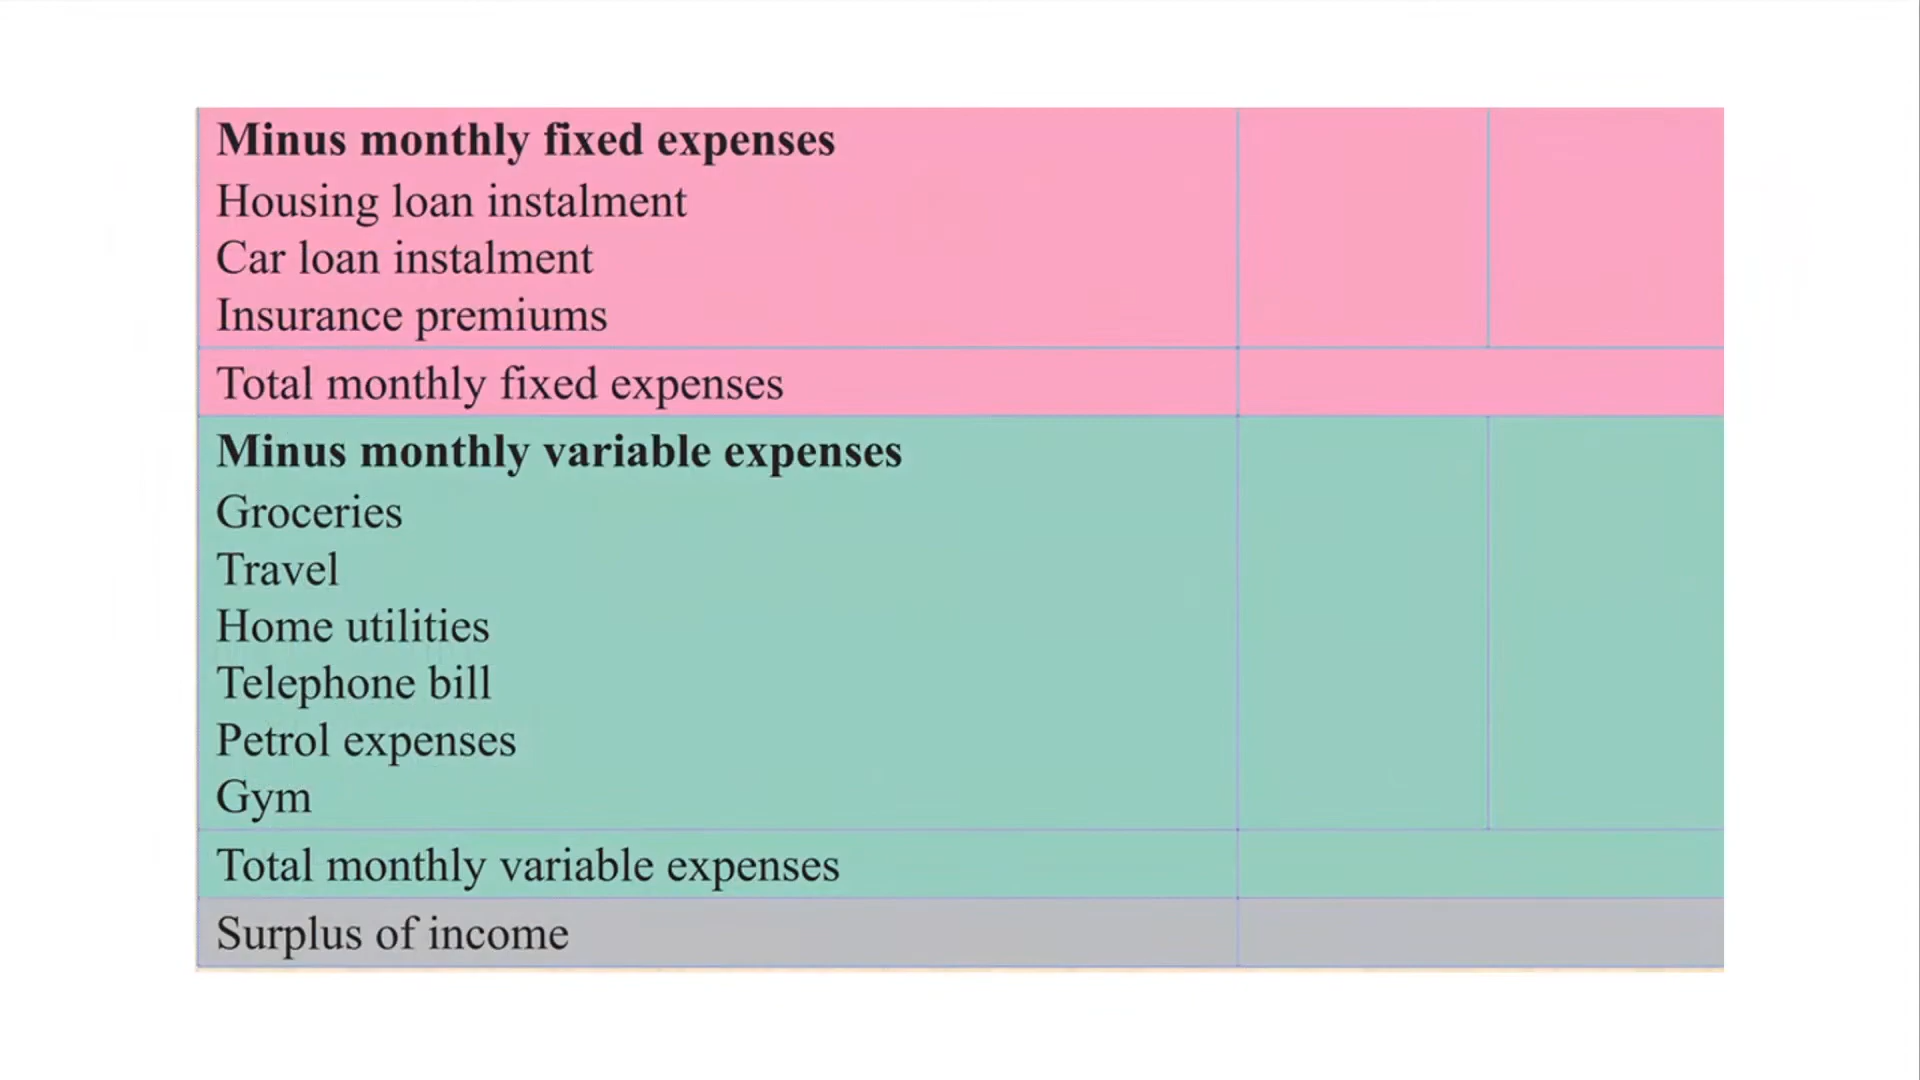 Minus monthly fixed expenses
Housing loan instalment
Car loan instalment
Insurance premiums
Total monthly fixed expenses
Minus monthly variable expenses
Groceries
Travel
Home utilities
Telephone bill
Petrol expenses
Gym
Total monthly variable expenses
Surplus of income